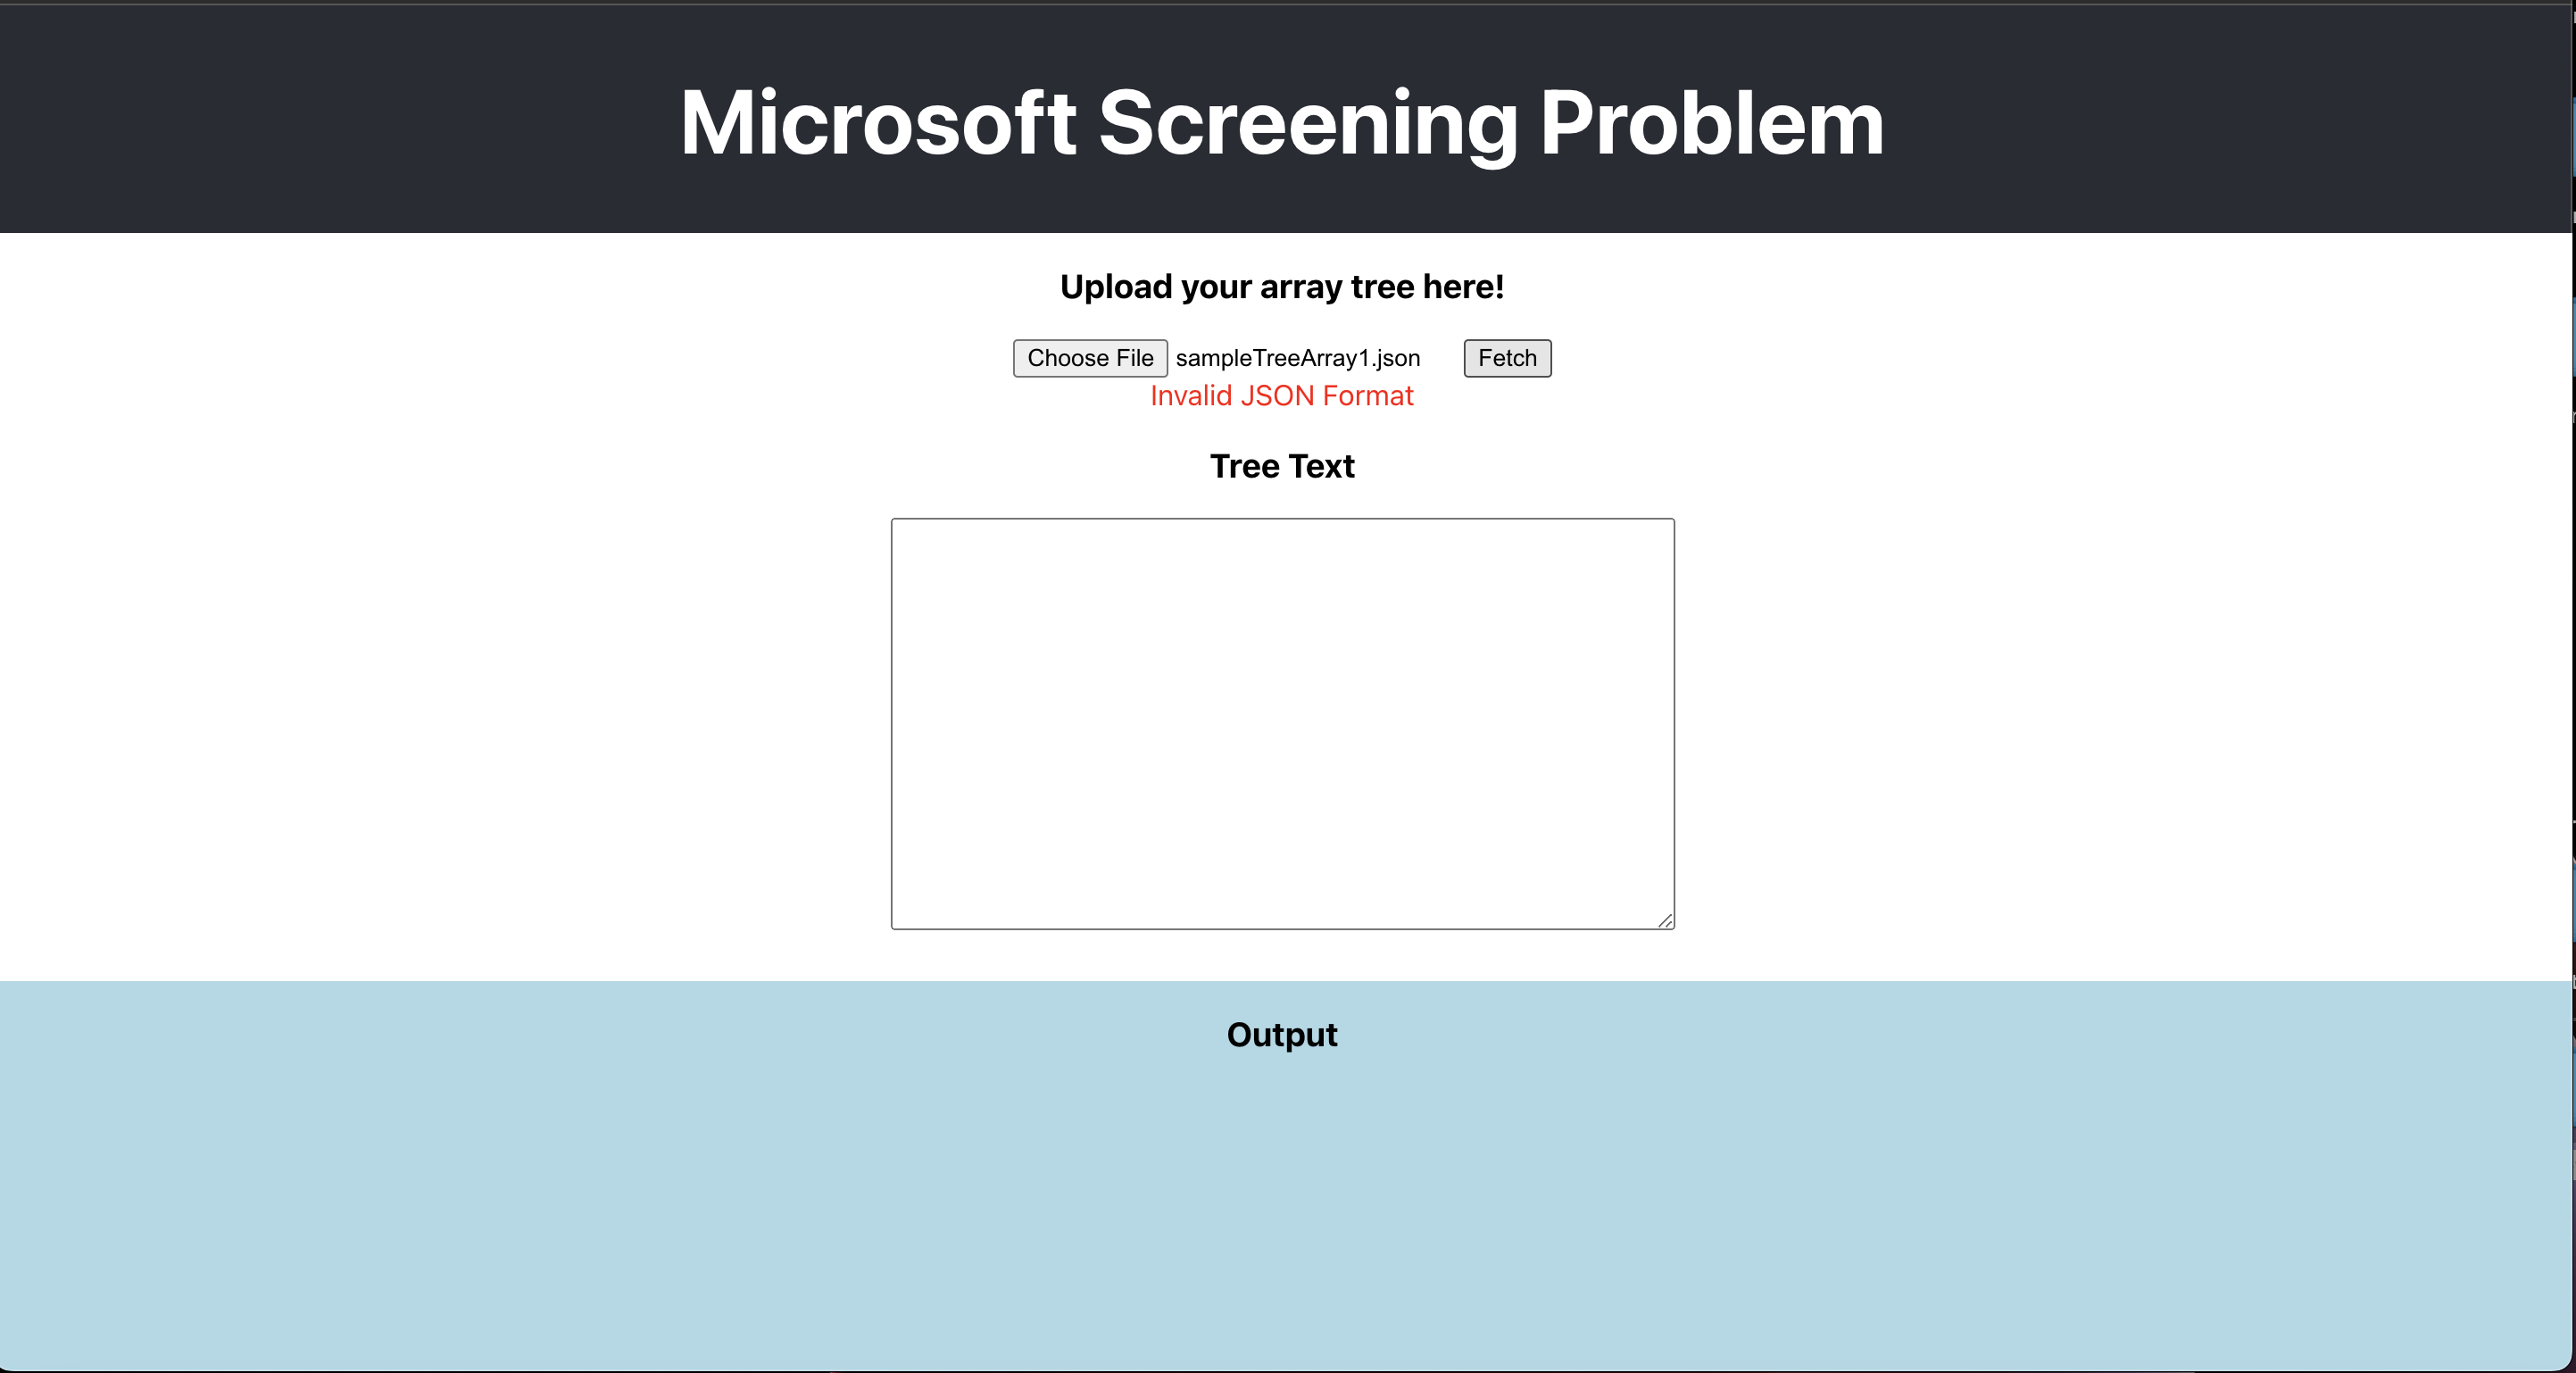 Microsoft Screening Problem
Upload your array tree here!
Choose File sampleTreeArray1.json Fetch
Invalid JSON Format
Tree Text
Output